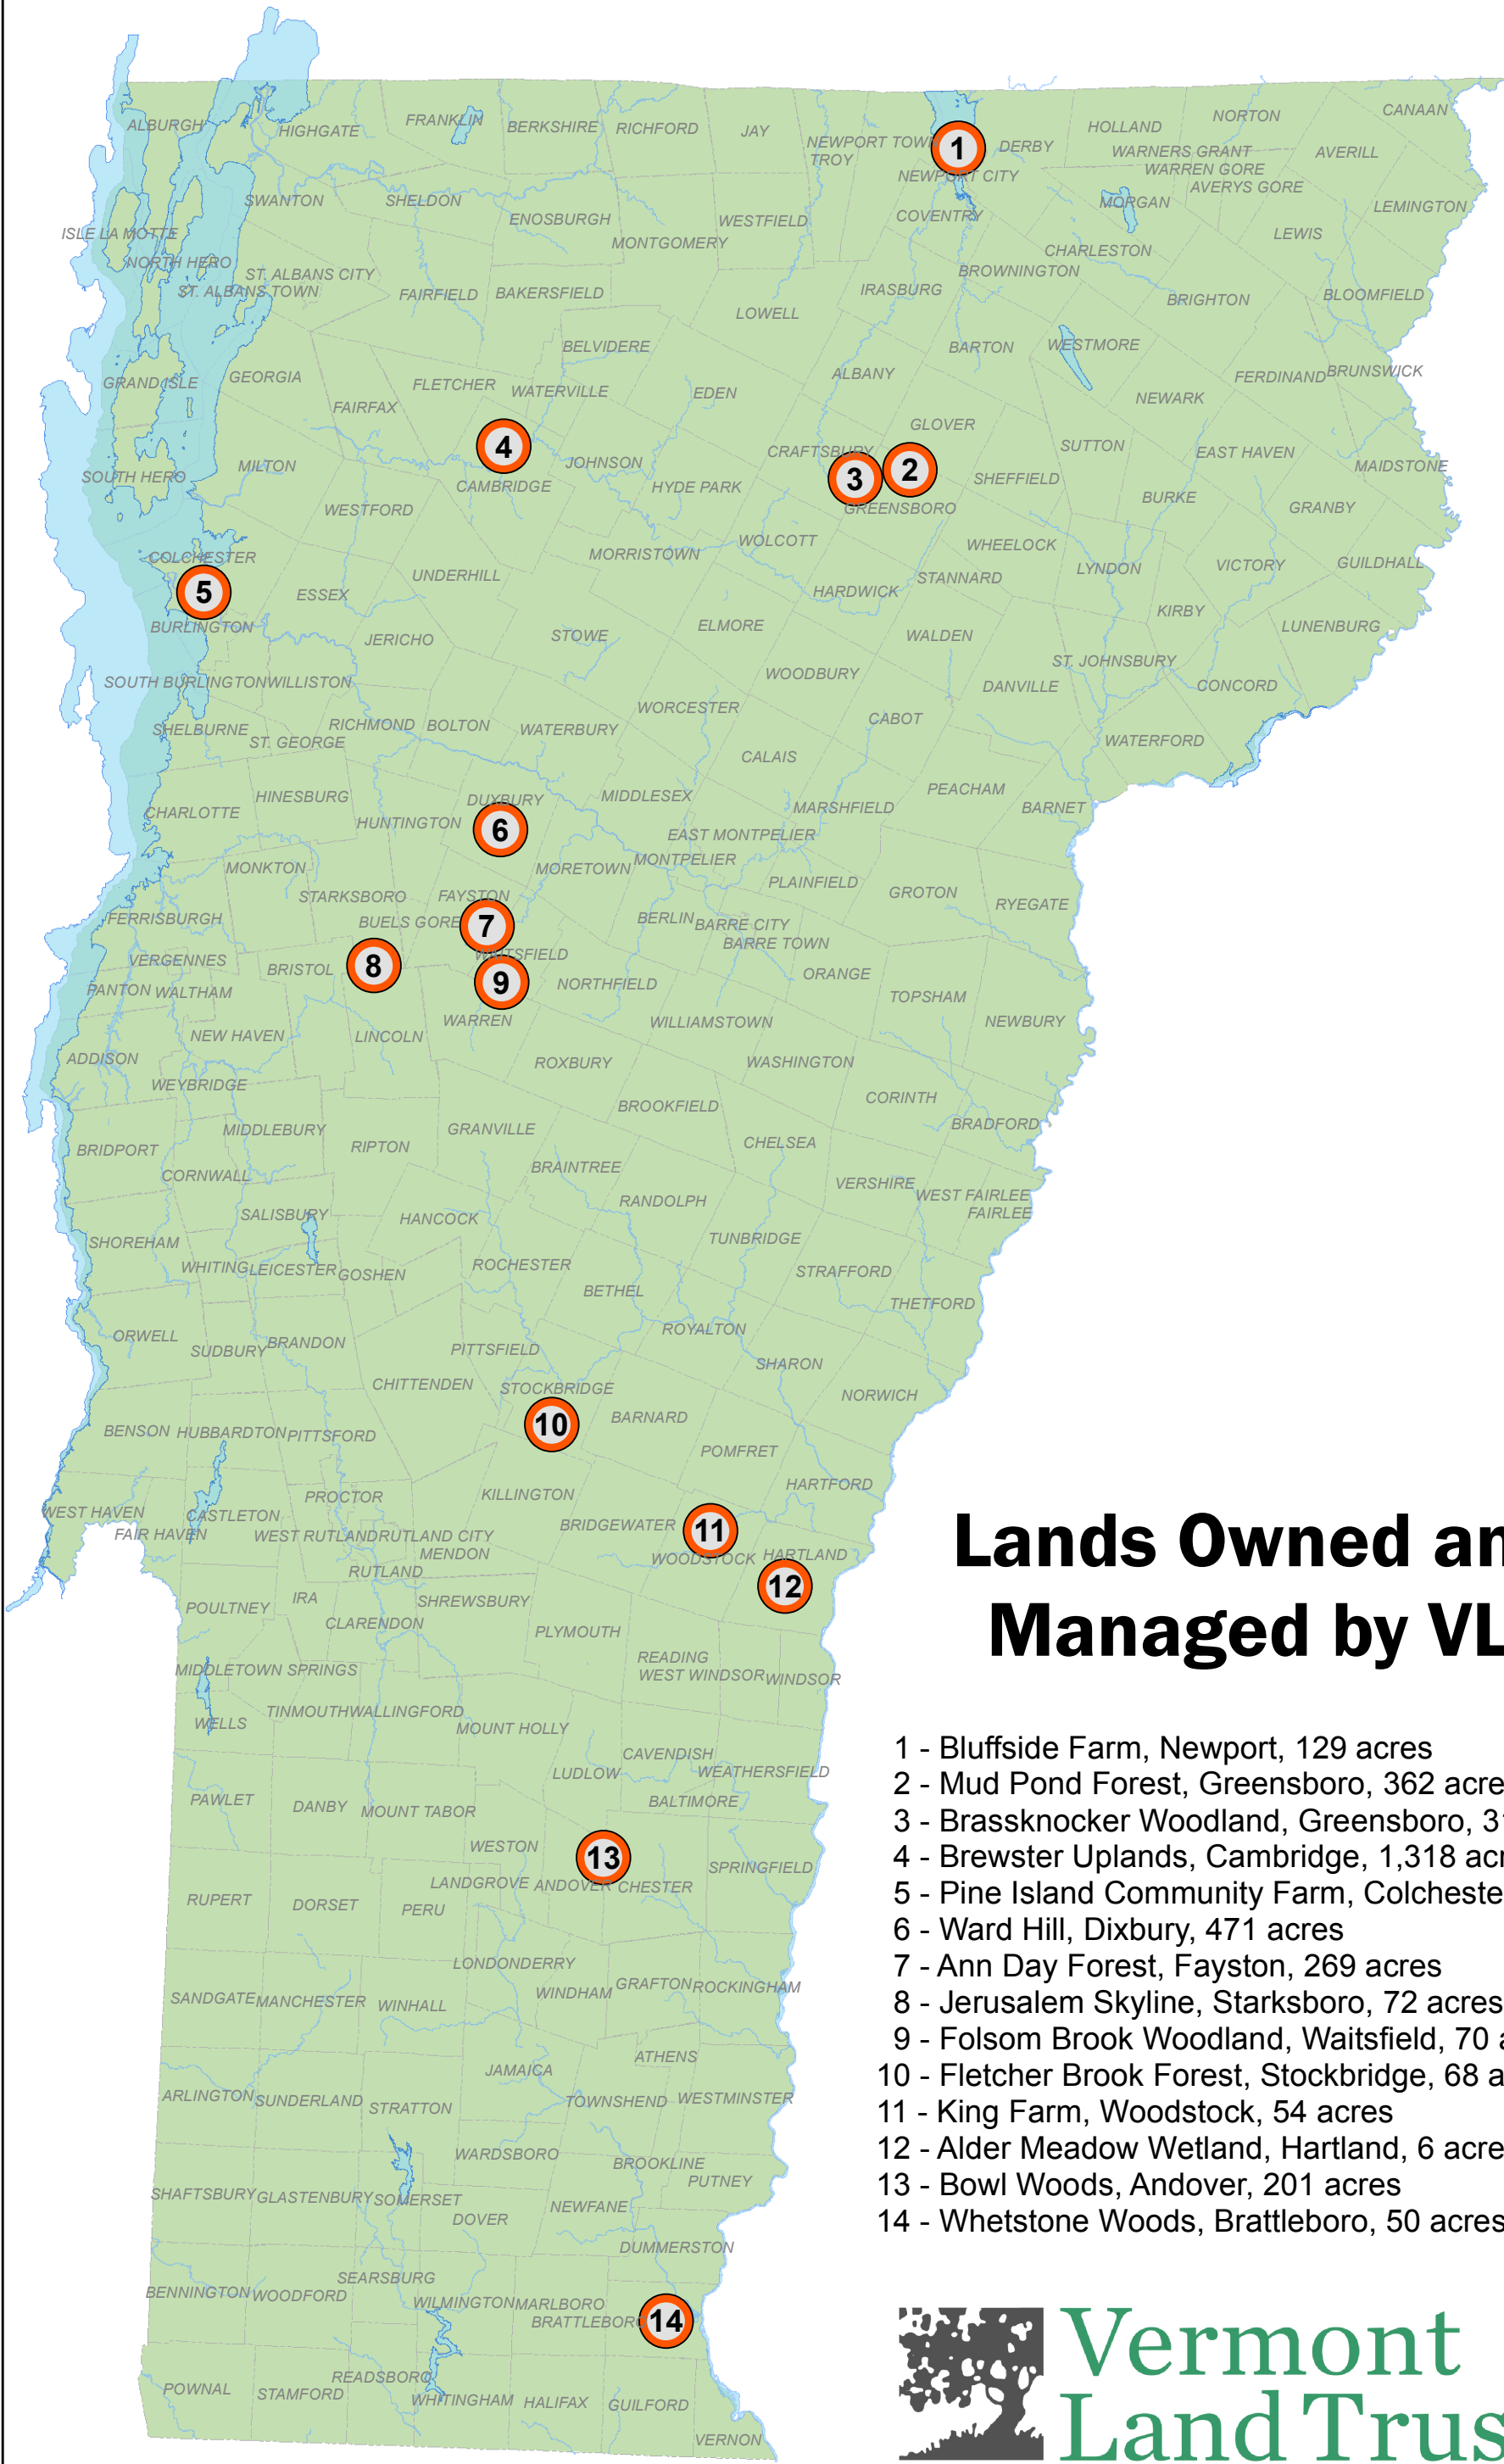 ALBURGH
HIGHGATE
FRANKLIN
BERKSHIRE
RICHFORD
JAY
NEWPORT TOWN
TROY
1
DERBY
HOLLAND
NORTON
CANAAN
WARNERS GRANT
WARREN GORE
AVERYS GORE
AVERILL
NEWPORT CITY
SWANTON
SHELDON
ENOSBURGH
MONTGOMERY
WESTFIELD
COVENTRY
MORGAN
LEMINGTON
LEWIS
ISLE LA MOTTE
NORTH HERO
ST. ALBANS CITY
ST. ALBANS TOWN
FAIRFIELD
BAKERSFIELD
CHARLESTON
BROWNINGTON
IRASBURG
LOWELL
BRIGHTON
BLOOMFIELD
BELVIDERE
BARTON
WESTMORE
GRAND ISLE
GEORGIA
FLETCHER
WATERVILLE
EDEN
ALBANY
FERDINAND
BRUNSWICK
FAIRFAX
NEWARK
GLOVER
4
CRAFTSBURY
3
2
SUTTON
EAST HAVEN
MAIDSTONE
SOUTH HERO
MILTON
CAMBRIDGE
JOHNSON
HYDE PARK
SHEFFIELD
BURKE
GRANBY
WESTFORD
GREENSBORO
COLCHESTER
MORRISTOWN
WOLCOTT
WHEELOCK
5
ESSEX
UNDERHILL
HARDWICK
STANNARD
LYNDON
VICTORY
GUILDHALL
BURLINGTON
JERICHO
STOWE
ELMORE
WALDEN
KIRBY
LUNENBURG
SOUTH BURLINGTON
WILLISTON
WOODBURY
DANVILLE
ST. JOHNSBURY
CONCORD
SHELBURNE
ST. GEORGE
RICHMOND
BOLTON
WATERBURY
WORCESTER
CABOT
WATERFORD
CALAIS
CHARLOTTE
HINESBURG
HUNTINGTON
DUXBURY
6
MIDDLESEX
MARSHFIELD
PEACHAM
BARNET
EAST MONTPELIER
MONKTON
MORETOWN
MONTPELIER
PLAINFIELD
GROTON
RYEGATE
STARKSBORO
FAYSTON
FERRISBURGH
BUELS GORE
7
BERLIN
BARRE CITY
BARRE TOWN
VERGENNES
BRISTOL
8
WAITSFIELD
9
NORTHFIELD
ORANGE
TOPSHAM
PANTON
WALTHAM
NEW HAVEN
LINCOLN
WARREN
WILLIAMSTOWN
NEWBURY
ADDISON
WEYBRIDGE
ROXBURY
WASHINGTON
BROOKFIELD
CORINTH
BRADFORD
BRIDPORT
MIDDLEBURY
RIPTON
GRANVILLE
CHELSEA
CORNWALL
BRAINTREE
VERSHIRE
WEST FAIRLEE
FAIRLEE
SALISBURY
HANCOCK
RANDOLPH
SHOREHAM
TUNBRIDGE
WHITING
LEICESTER
GOSHEN
ROCHESTER
STRAFFORD
BETHEL
THETFORD
ORWELL
SUDBURY
BRANDON
PITTSFIELD
ROYALTON
SHARON
CHITTENDEN
STOCKBRIDGE
NORWICH
10
BARNARD
BENSON
HUBBARDTON
PITTSFORD
POMFRET
HARTFORD
PROCTOR
KILLINGTON
WEST HAVEN
CASTLETON
FAIR HAVEN
WEST RUTLAND
RUTLAND CITY
MENDON
BRIDGEWATER
11
WOODSTOCK
HARTLAND
12
RUTLAND
POULTNEY
IRA
SHREWSBURY
CLARENDON
PLYMOUTH
READING
WEST WINDSOR
WINDSOR
MIDDLETOWN SPRINGS
WELLS
TINMOUTH
WALLINGFORD
MOUNT HOLLY
CAVENDISH
LUDLOW
WEATHERSFIELD
PAWLET
DANBY
MOUNT TABOR
BALTIMORE
WESTON
13
SPRINGFIELD
LANDGROVE
ANDOVER
CHESTER
RUPERT
DORSET
PERU
LONDONDERRY
WINDHAM
GRAFTON
ROCKINGHAM
SANDGATE
MANCHESTER
WINHALL
JAMAICA
ATHENS
ARLINGTON
SUNDERLAND
STRATTON
TOWNSHEND
WESTMINSTER
WARDSBORO
BROOKLINE
PUTNEY
SHAFTSBURY
GLASTENBURY
SOMERSET
DOVER
NEWFANE
DUMMERSTON
BENNINGTON
WOODFORD
SEARSBURG
WILMINGTON
MARLBORO
BRATTLEBORO
14
POWNAL
STAMFORD
READSBORO
WHITINGHAM
HALIFAX
GUILFORD
VERNON
Lands Owned an
Managed by VL
1 - Bluffside Farm, Newport, 129 acres
2 - Mud Pond Forest, Greensboro, 362 acre
3 - Brassknocker Woodland, Greensboro, 31
4 - Brewster Uplands, Cambridge, 1,318 acr
5 - Pine Island Community Farm, Colcheste
6 - Ward Hill, Dixbury, 471 acres
7 - Ann Day Forest, Fayston, 269 acres
8 - Jerusalem Skyline, Starksboro, 72 acres
9 - Folsom Brook Woodland, Waitsfield, 70 a
10 - Fletcher Brook Forest, Stockbridge, 68 a
11 - King Farm, Woodstock, 54 acres
12 - Alder Meadow Wetland, Hartland, 6 acre
13 - Bowl Woods, Andover, 201 acres
14 - Whetstone Woods, Brattleboro, 50 acres
Vermont
Land Trus